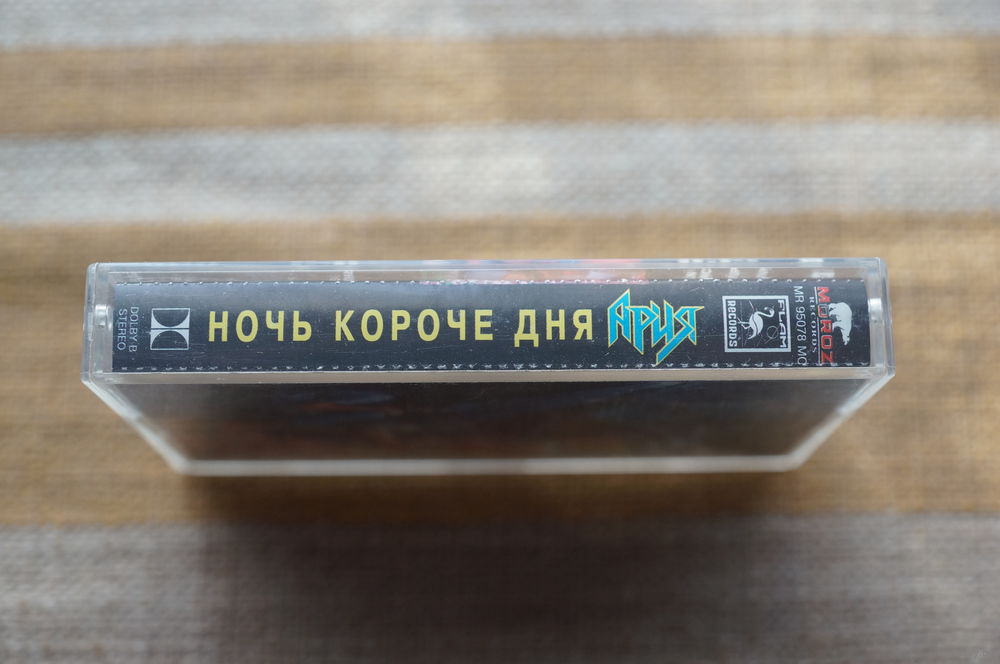 DOLBY B
STEREO
НОЧЬ КОРОЧЕ ДНЯ
АРИЯ
FLAM
RECORDS
MOROZ
RECORDS
MR 95078 MC